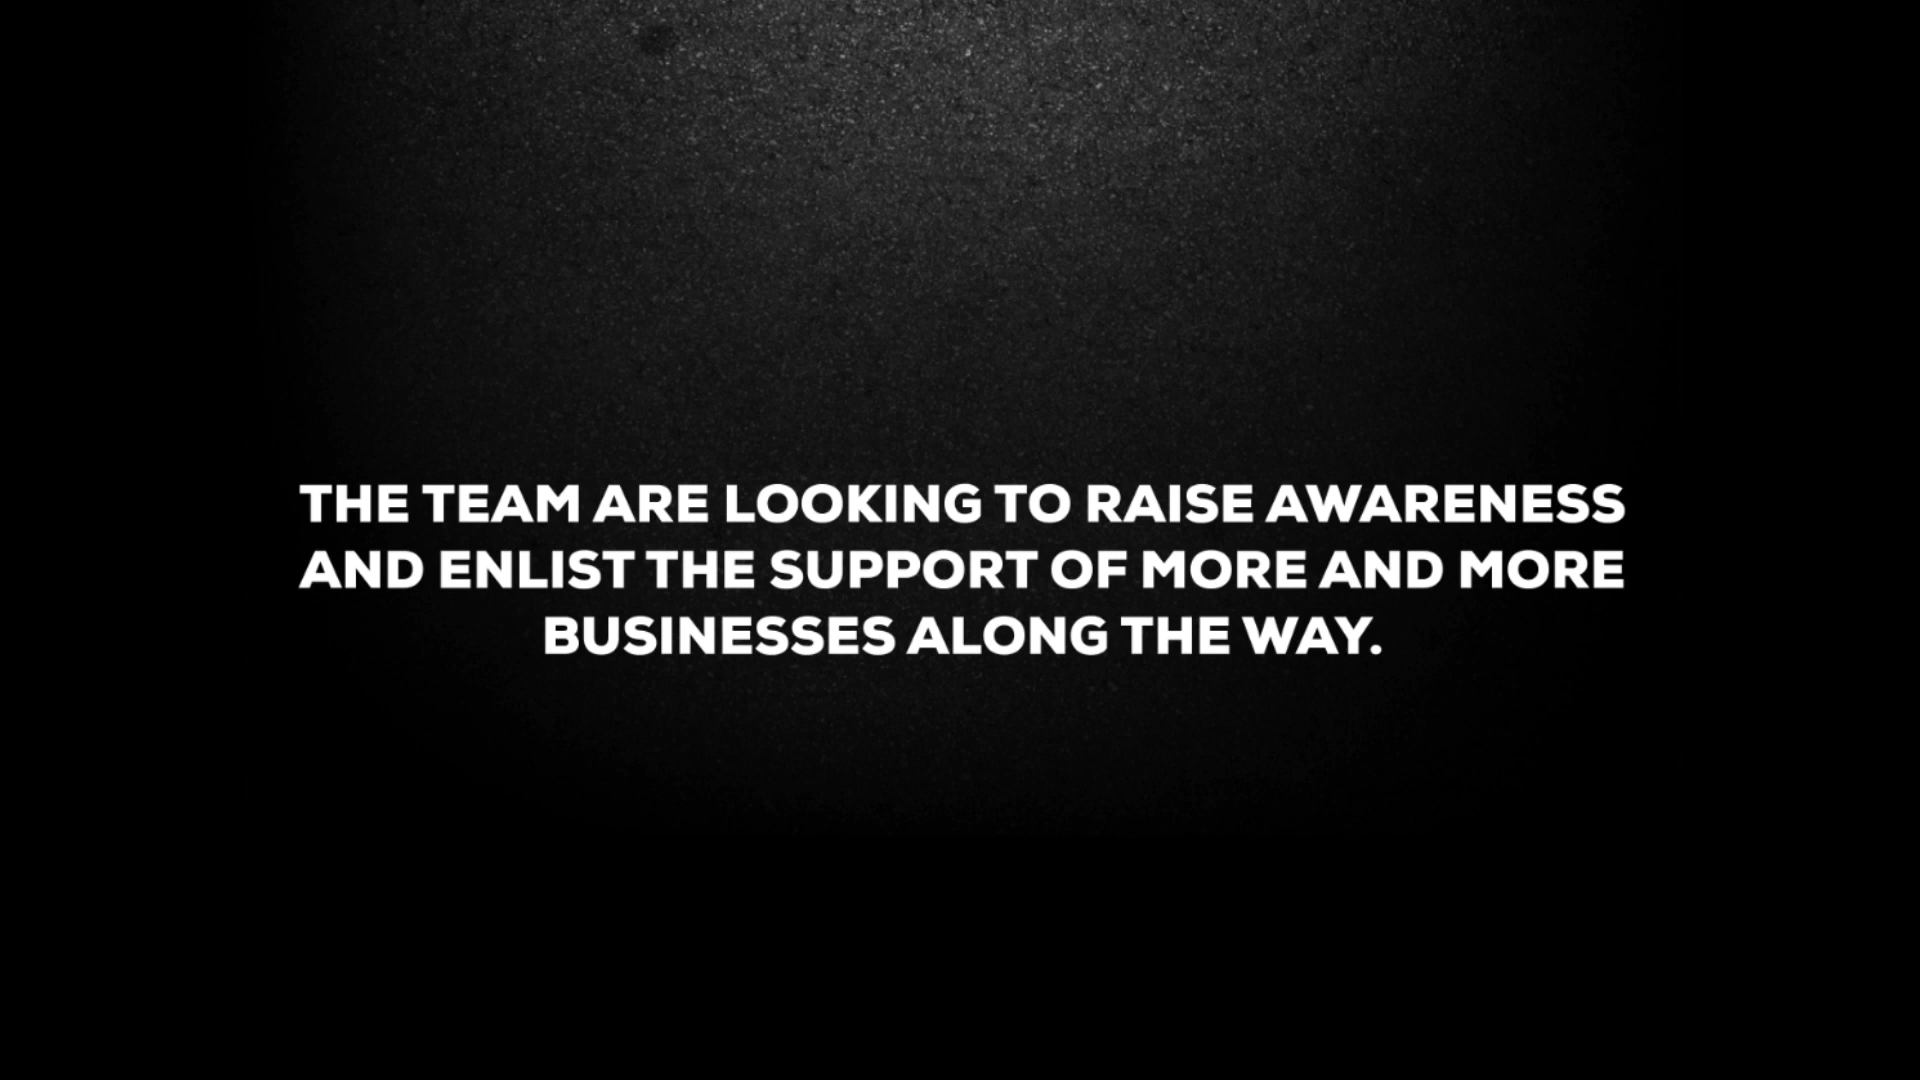 THE TEAM ARE LOOKING TO RAISE AWARENESS
AND ENLIST THE SUPPORT OF MORE AND MORE
BUSINESSES ALONG THE WAY.